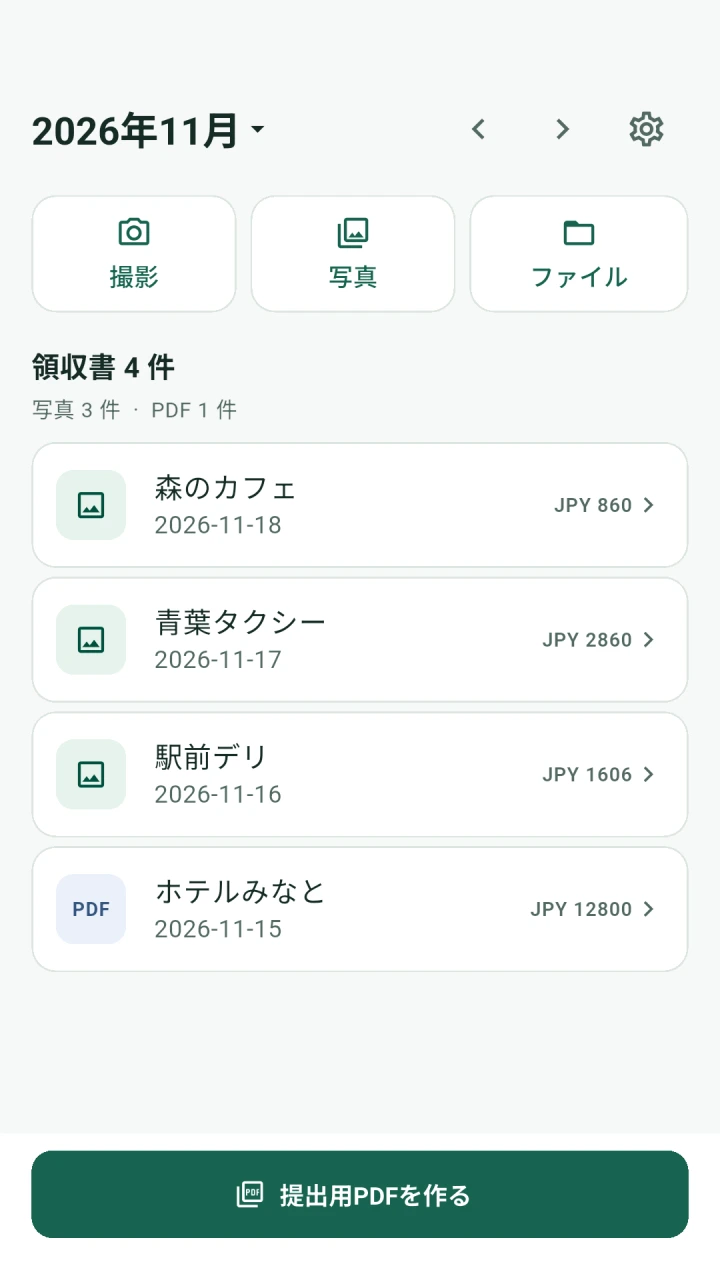 2026年11月
撮影
写真
ファイル
領収書 4 件
写真 3 件 · PDF 1 件
森のカフェ
2026-11-18
JPY 860
青葉タクシー
2026-11-17
JPY 2860
駅前デリ
2026-11-16
JPY 1606
PDF
ホテルみなと
2026-11-15
JPY 12800
PDF 提出用PDFを作る